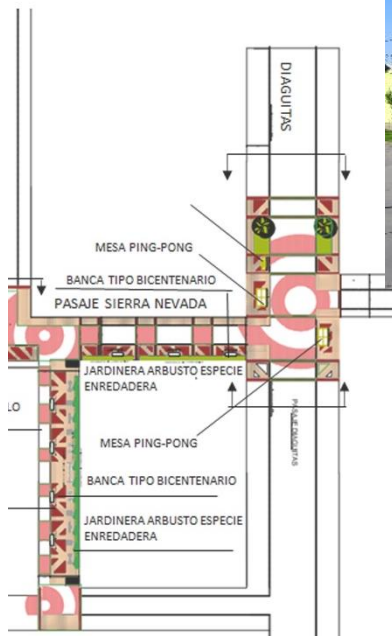 DIAGUITAS
MESA PING-PONG
BANCA TIPO BICENTENARIO
PASAJE SIERRA NEVADA
JARDINERA ARBUSTO ESPECIE
ENREDADERA
LO
MESA PING-PONG
PASAJE DIAGUITAS
BANCA TIPO BICENTENARIO
JARDINERA ARBUSTO ESPECIE
ENREDADERA